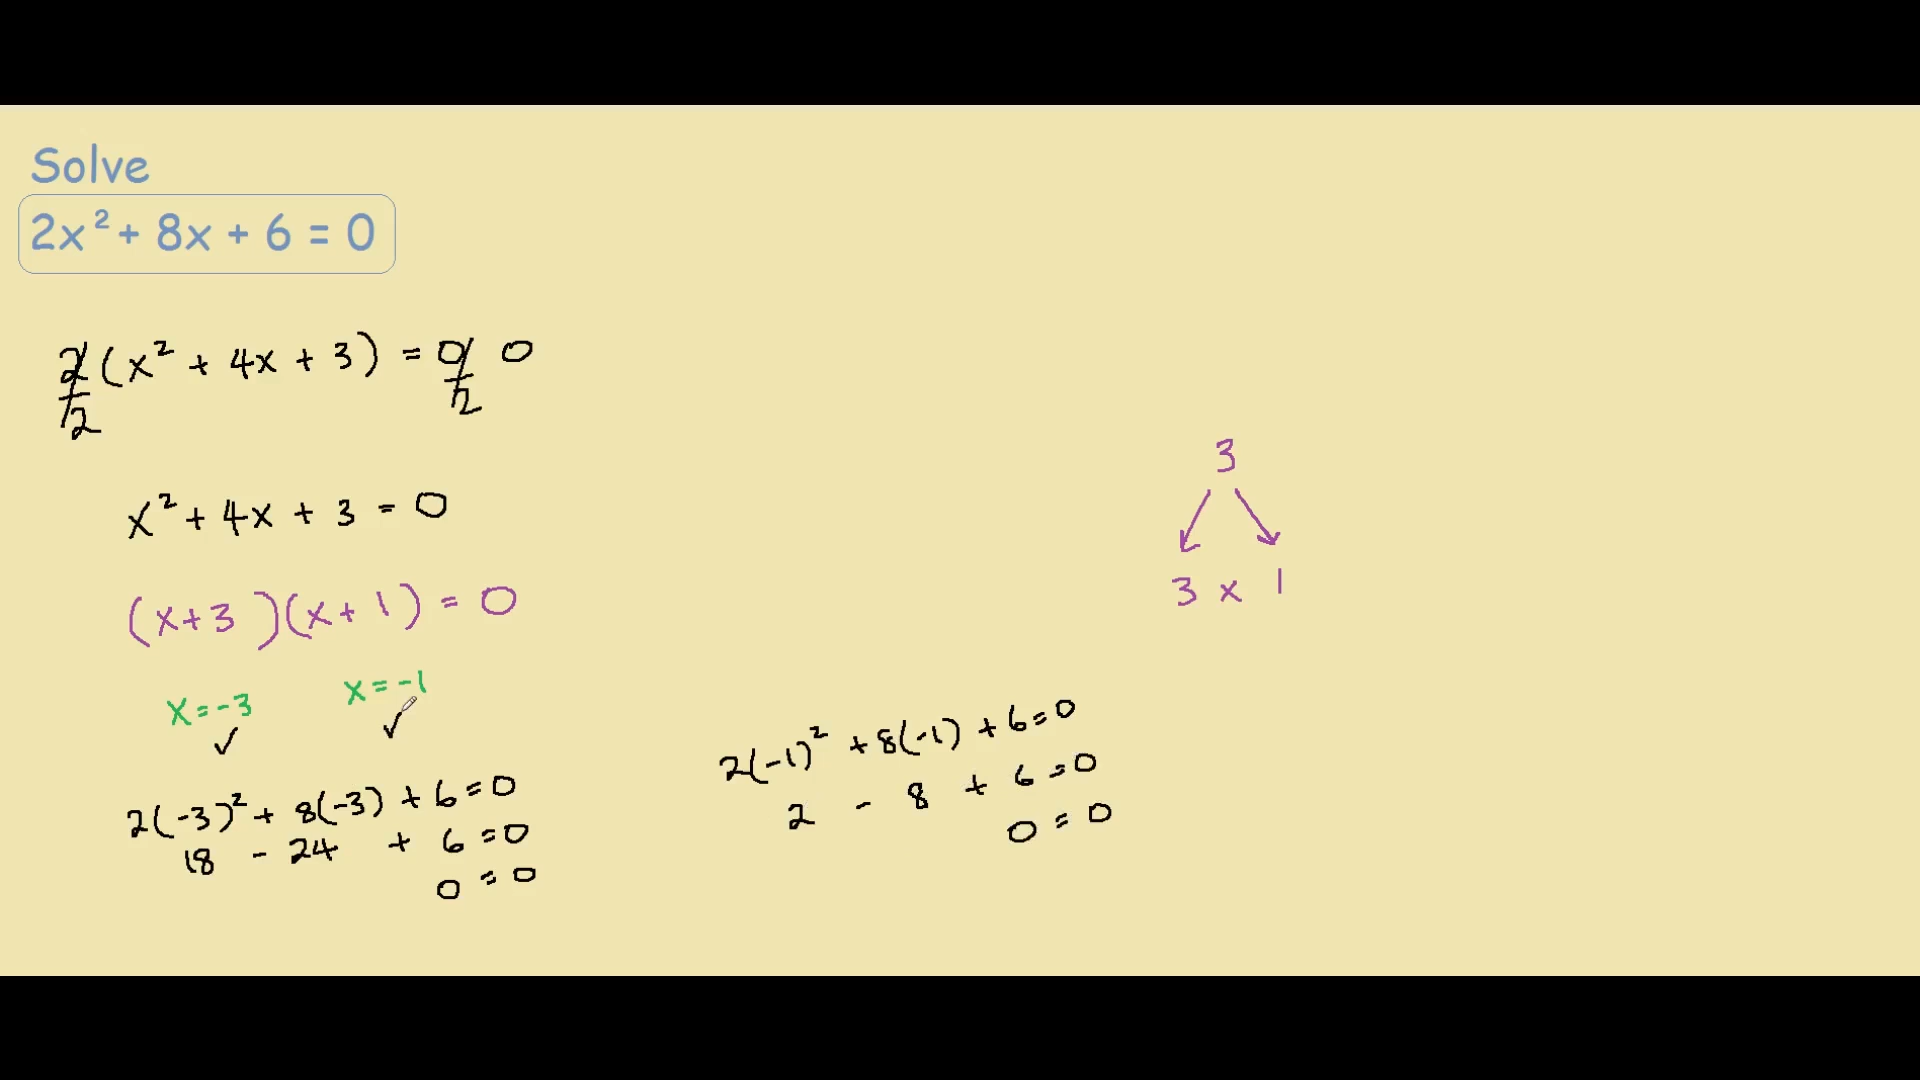 Solve
2x² + 8x + 6 = 0
2/2 (x² + 4x + 3) = 0/2 0
x² + 4x + 3 = 0
(x+3)(x+1) = 0
x=-3 x=-1
✓ ✓
2(-3)² + 8(-3) + 6 = 0
18 - 24 + 6 = 0
0 = 0
2(-1)² + 8(-1) + 6 = 0
2 - 8 + 6 = 0
0 = 0
3
3 x 1